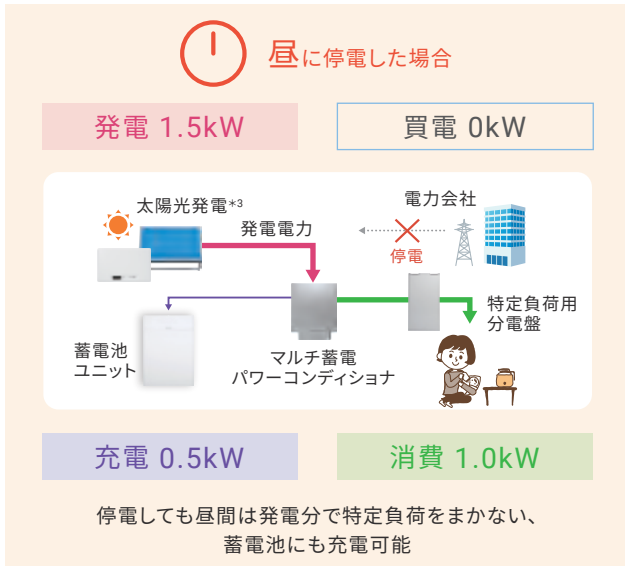 昼に停電した場合
発電 1.5kW
買電 0kW
太陽光発電*3
電力会社
発電電力
停電
特定負荷用
分電盤
蓄電池
ユニット
マルチ蓄電
パワーコンディショナ
充電 0.5kW
消費 1.0kW
停電しても昼間は発電分で特定負荷をまかない、
蓄電池にも充電可能